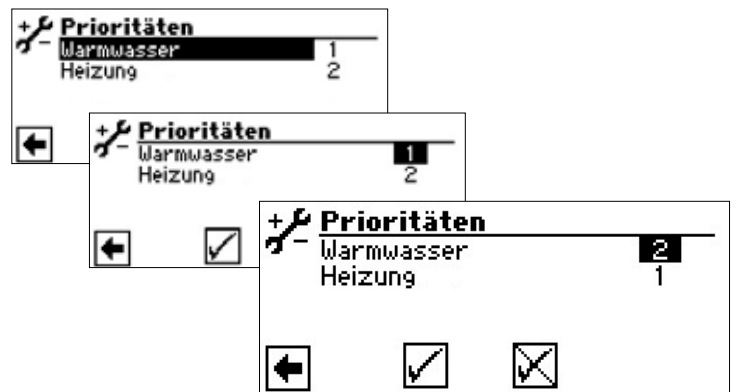 Prioritäten
Warmwasser 1
Heizung 2
Prioritäten
Warmwasser 1
Heizung 2
Prioritäten
Warmwasser 2
Heizung 1